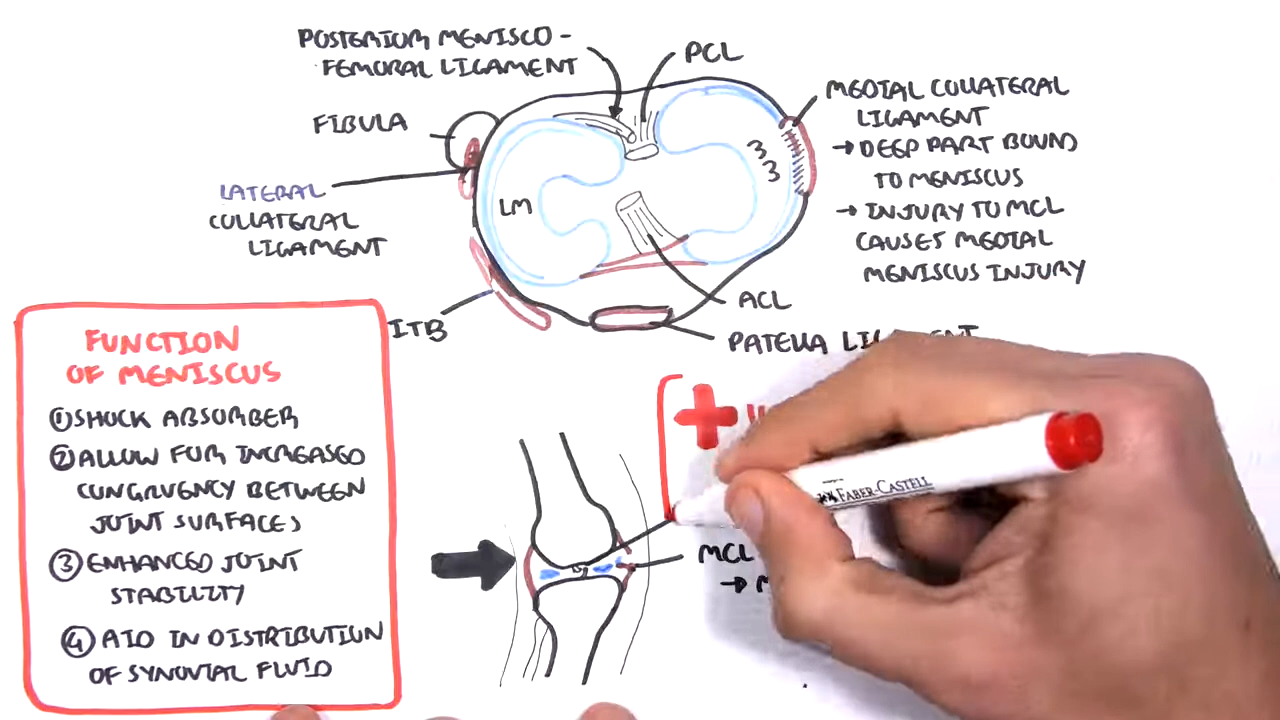 POSTERIOR MENISCO-
FEMORAL LIGAMENT
PCL
FIBULA
LATERAL
COLLATERAL
LIGAMENT
LM
MEDIAL COLLATERAL
LIGAMENT
→ DEEP PART BOUND
TO MENISCUS
→ INJURY TO MCL
CAUSES MEDIAL
MENISCUS INJURY
ITB
ACL
PATELLA LIGAMENT
FUNCTION
OF MENISCUS
① SHOCK ABSORBER
② ALLOW FOR INCREASED
CONGRUENCY BETWEEN
JOINT SURFACES
③ ENHANCED JOINT
STABILITY
④ AID IN DISTRIBUTION
OF SYNOVIAL FLUID
MCL
→ M
FABER-CASTELL